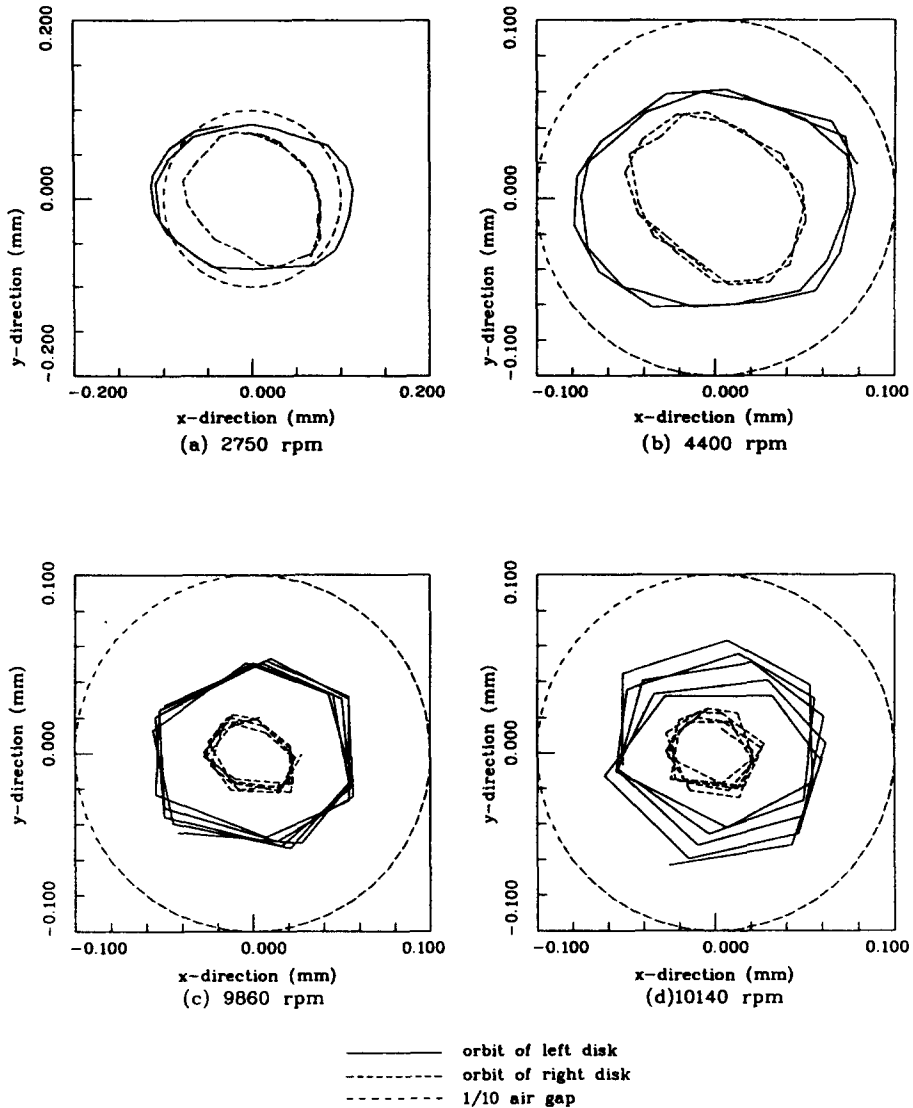 0.200
0.000
-0.200
y-direction (mm)
-0.200 0.000 0.200
x-direction (mm)
(a) 2750 rpm
0.100
0.000
-0.100
y-direction (mm)
-0.100 0.000 0.100
x-direction (mm)
(b) 4400 rpm
0.100
0.000
-0.100
y-direction (mm)
-0.100 0.000 0.100
x-direction (mm)
(c) 9860 rpm
0.100
0.000
-0.100
y-direction (mm)
-0.100 0.000 0.100
x-direction (mm)
(d)10140 rpm
orbit of left disk
orbit of right disk
1/10 air gap